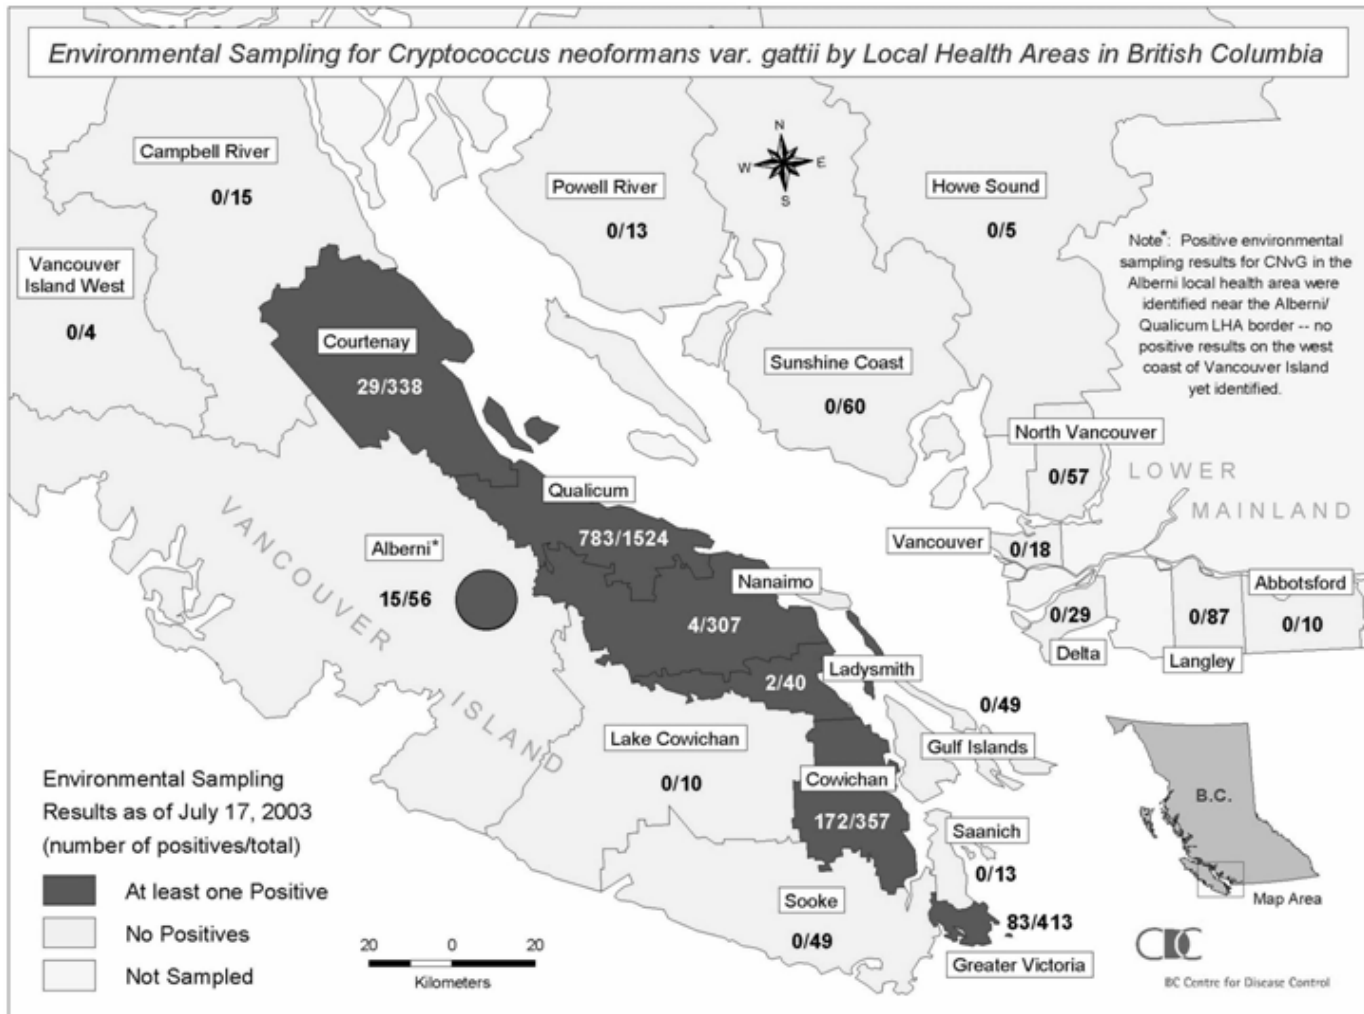 Environmental Sampling for Cryptococcus neoformans var. gattii by Local Health Areas in British Columbia
Campbell River
0/15
Powell River
0/13
N
W E
S
Howe Sound
0/5
Vancouver
Island West
0/4
Note*: Positive environmental
sampling results for CNvG in the
Alberni local health area were
identified near the Alberni/
Qualicum LHA border -- no
positive results on the west
coast of Vancouver Island
yet identified.
Courtenay
29/338
Sunshine Coast
0/60
North Vancouver
0/57
LOWER
MAINLAND
Qualicum
783/1524
Vancouver
0/18
Alberni*
15/56
VANCOUVER
ISLAND
Nanaimo
4/307
Abbotsford
0/10
0/29
Delta
0/87
Langley
Ladysmith
2/40
0/49
Gulf Islands
Lake Cowichan
0/10
Cowichan
172/357
Saanich
0/13
Sooke
0/49
83/413
Greater Victoria
Environmental Sampling
Results as of July 17, 2003
(number of positives/total)
At least one Positive
No Positives
Not Sampled
20 0 20
Kilometers
B.C.
Map Area
CDC
BC Centre for Disease Control